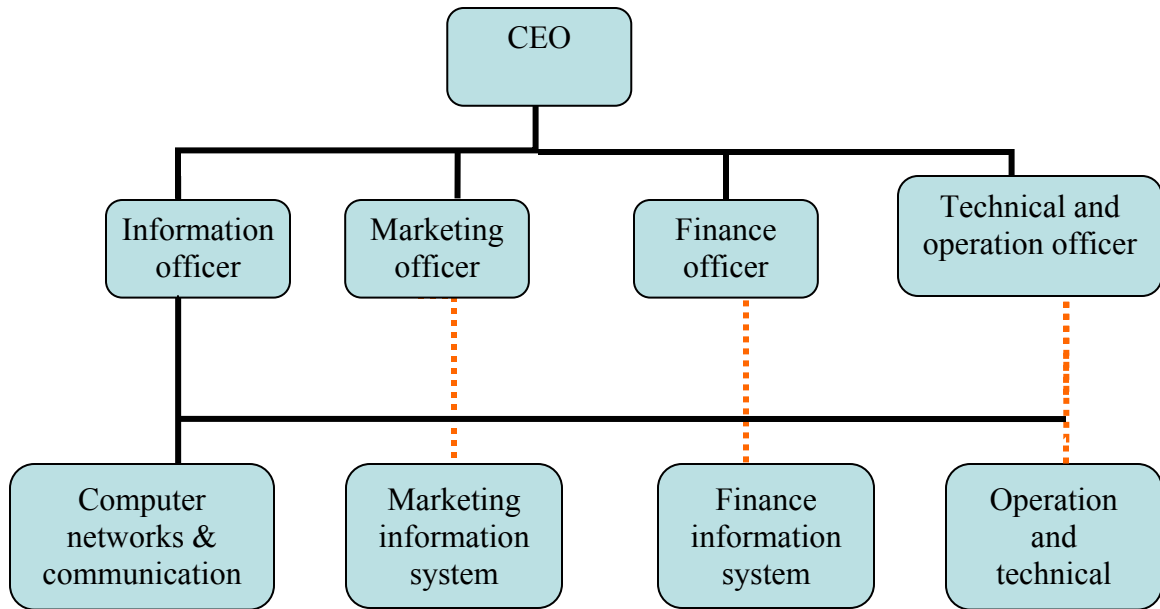 CEO
Information
officer
Marketing
officer
Finance
officer
Technical and
operation officer
Computer
networks &
communication
Marketing
information
system
Finance
information
system
Operation
and
technical